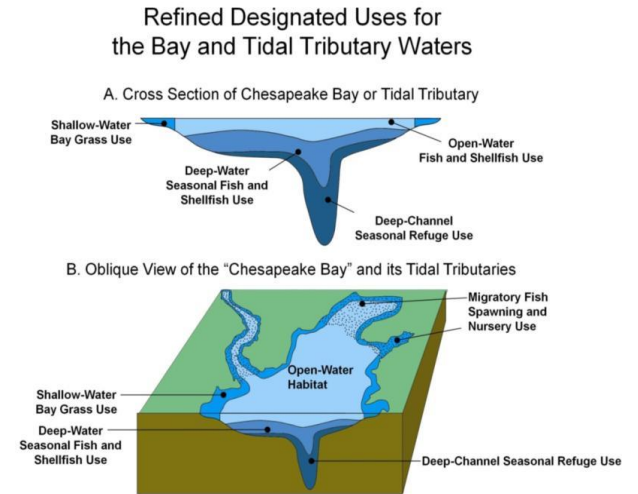 Refined Designated Uses for
the Bay and Tidal Tributary Waters
A. Cross Section of Chesapeake Bay or Tidal Tributary
Shallow-Water
Bay Grass Use
Open-Water
Fish and Shellfish Use
Deep-Water
Seasonal Fish and
Shellfish Use
Deep-Channel
Seasonal Refuge Use
B. Oblique View of the “Chesapeake Bay” and its Tidal Tributaries
Migratory Fish
Spawning and
Nursery Use
Open-Water
Habitat
Shallow-Water
Bay Grass Use
Deep-Water
Seasonal Fish and
Shellfish Use
Deep-Channel Seasonal Refuge Use